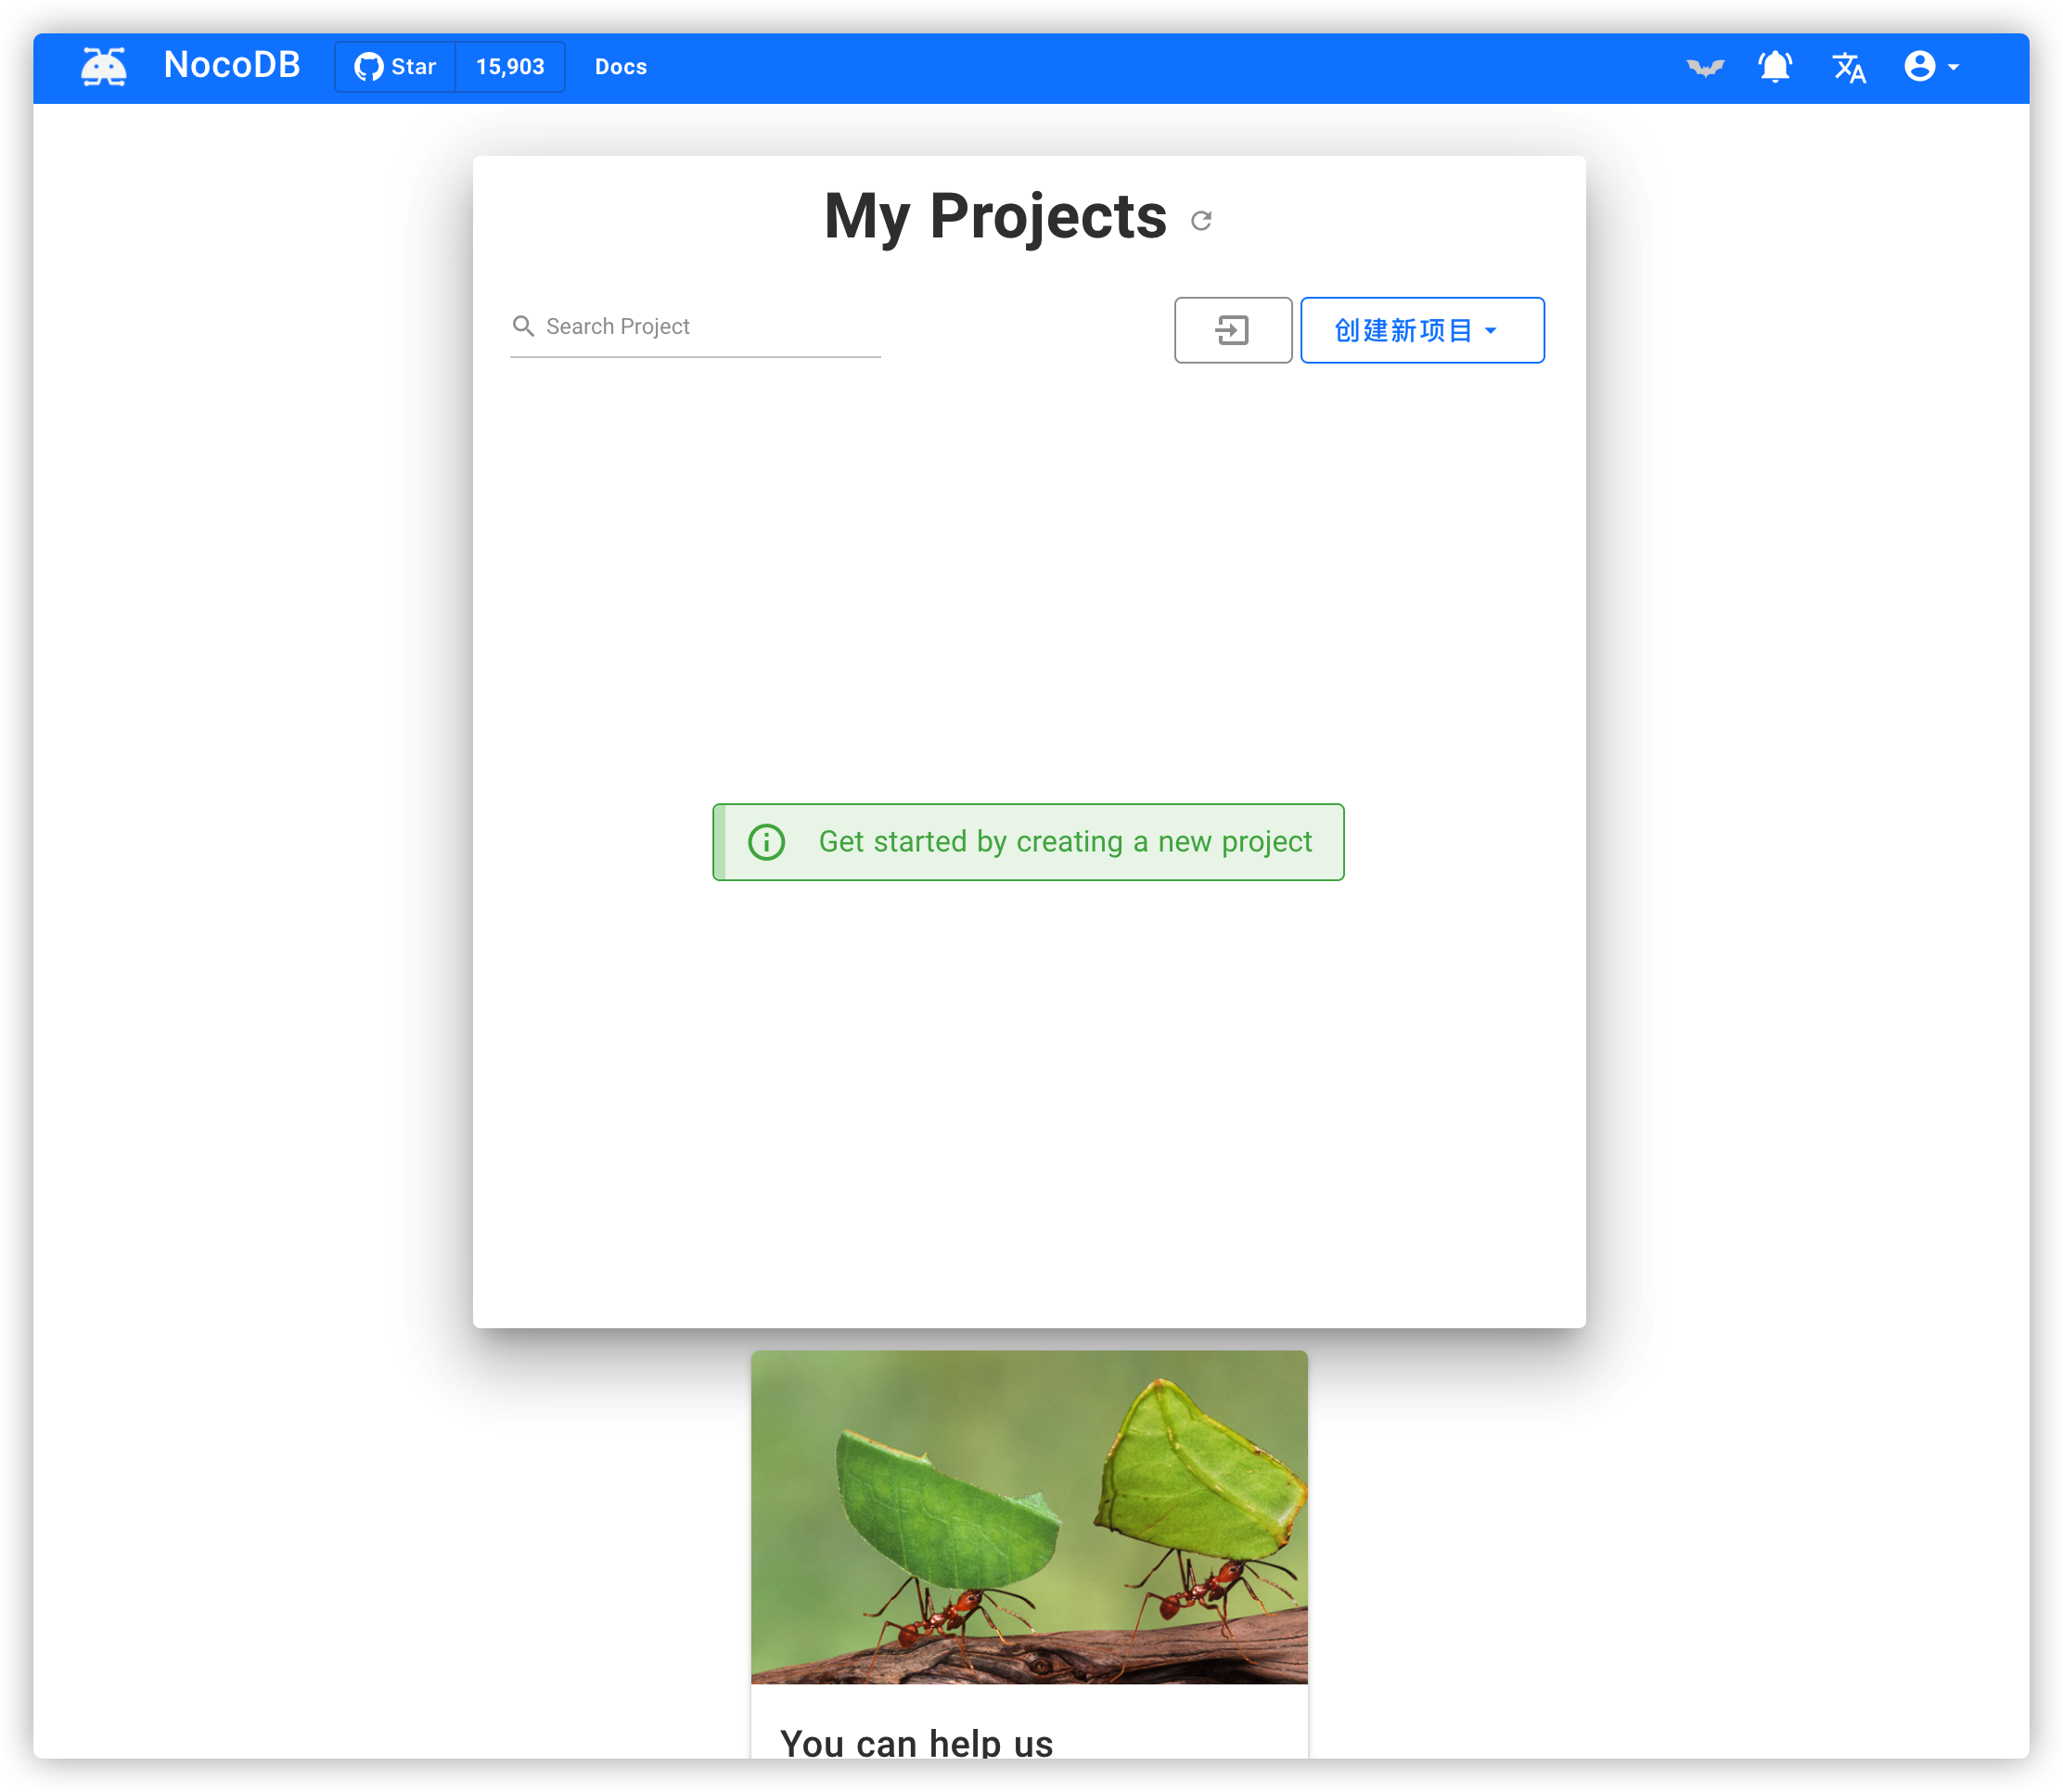 NocoDB
Star
15,903
Docs
My Projects
Search Project
创建新项目
Get started by creating a new project
You can help us